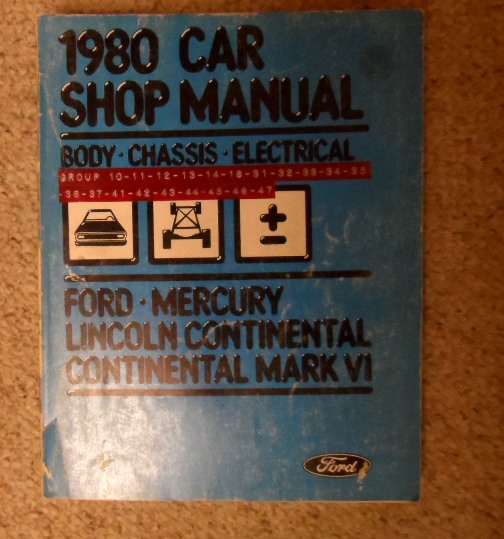 1980 CAR
SHOP MANUAL
BODY · CHASSIS · ELECTRICAL
GROUP 10-11-12-13-14-18-31-32-33-34-35
-36-37-41-42-43-44-45-46-47
FORD · MERCURY
LINCOLN CONTINENTAL
CONTINENTAL MARK VI
Ford